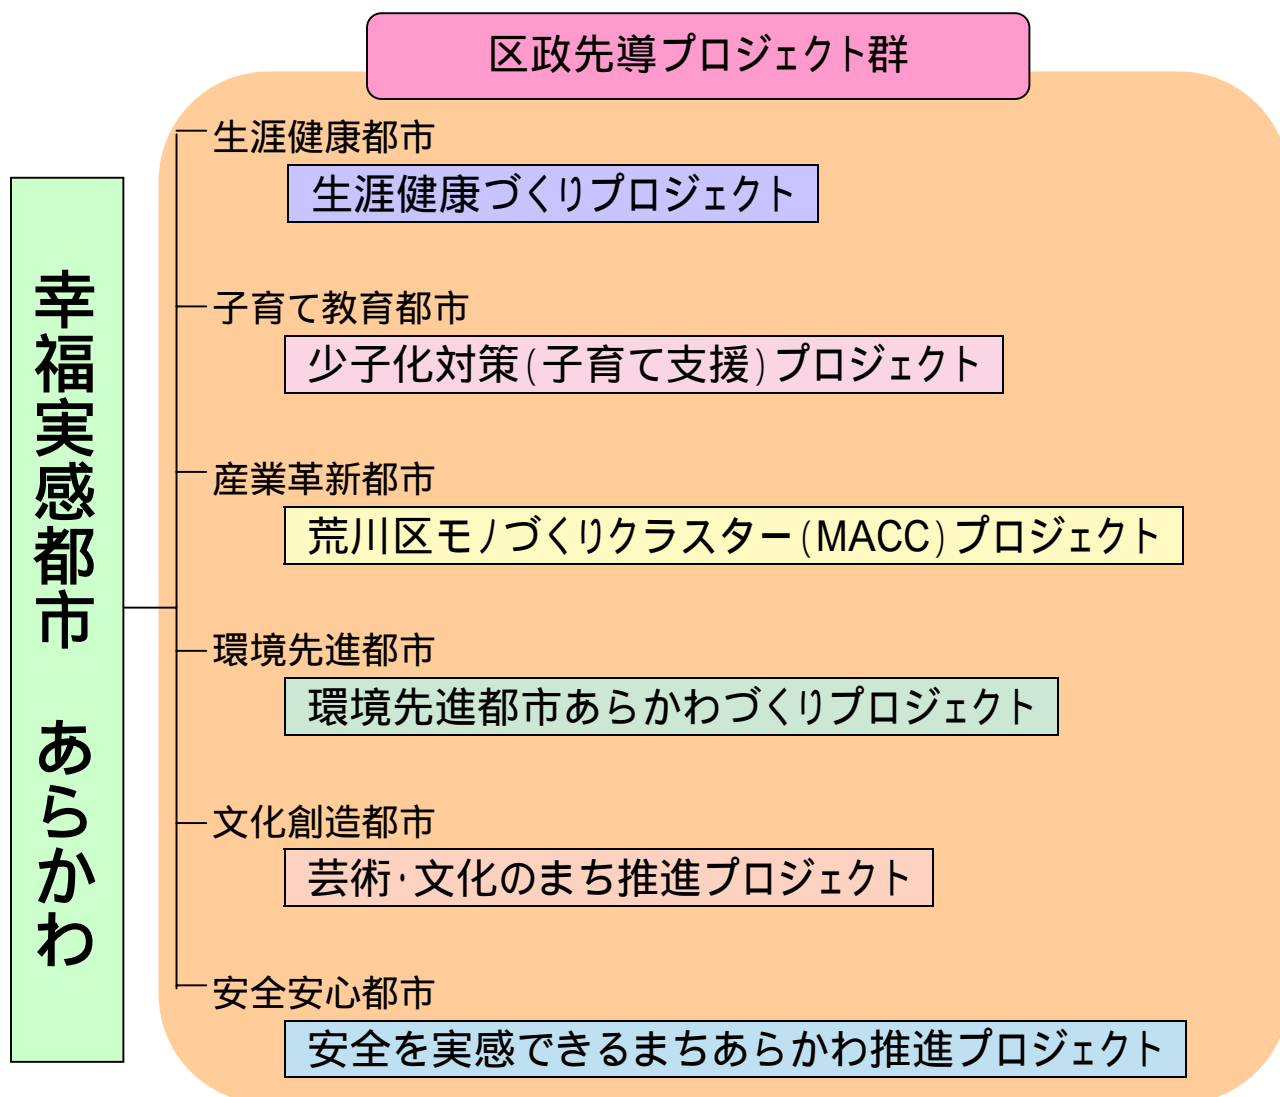 区政先導プロジェクト群
幸福実感都市　あらかわ
生涯健康都市
生涯健康づくりプロジェクト
子育て教育都市
少子化対策(子育て支援)プロジェクト
産業革新都市
荒川区モノづくりクラスター(MACC)プロジェクト
環境先進都市
環境先進都市あらかわづくりプロジェクト
文化創造都市
芸術・文化のまち推進プロジェクト
安全安心都市
安全を実感できるまちあらかわ推進プロジェクト